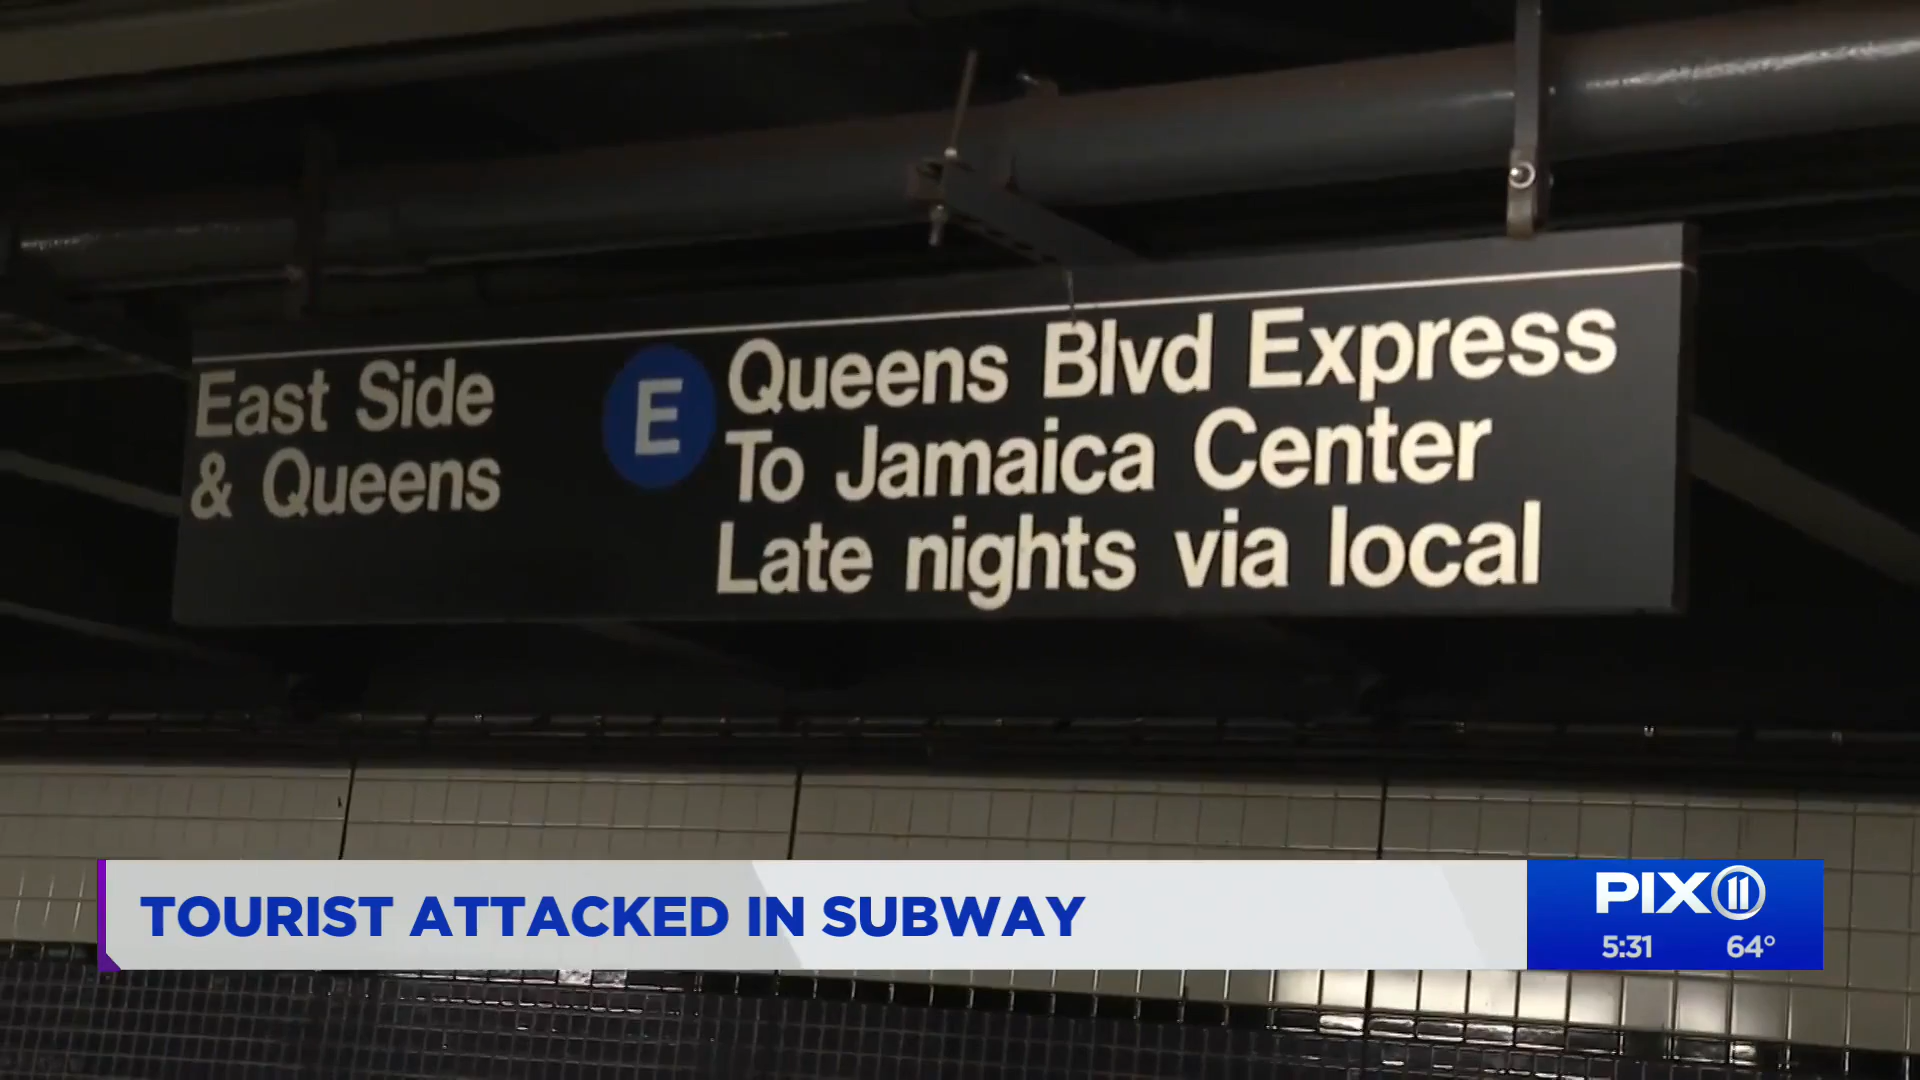 East Side
& Queens
E
Queens Blvd Express
To Jamaica Center
Late nights via local
TOURIST ATTACKED IN SUBWAY
PIX11
5:31 64°